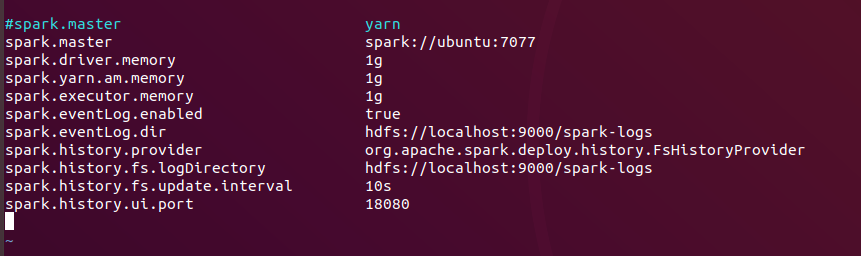 #spark.master yarn
spark.master spark://ubuntu:7077
spark.driver.memory 1g
spark.yarn.am.memory 1g
spark.executor.memory 1g
spark.eventLog.enabled true
spark.eventLog.dir hdfs://localhost:9000/spark-logs
spark.history.provider org.apache.spark.deploy.history.FsHistoryProvider
spark.history.fs.logDirectory hdfs://localhost:9000/spark-logs
spark.history.fs.update.interval 10s
spark.history.ui.port 18080
~